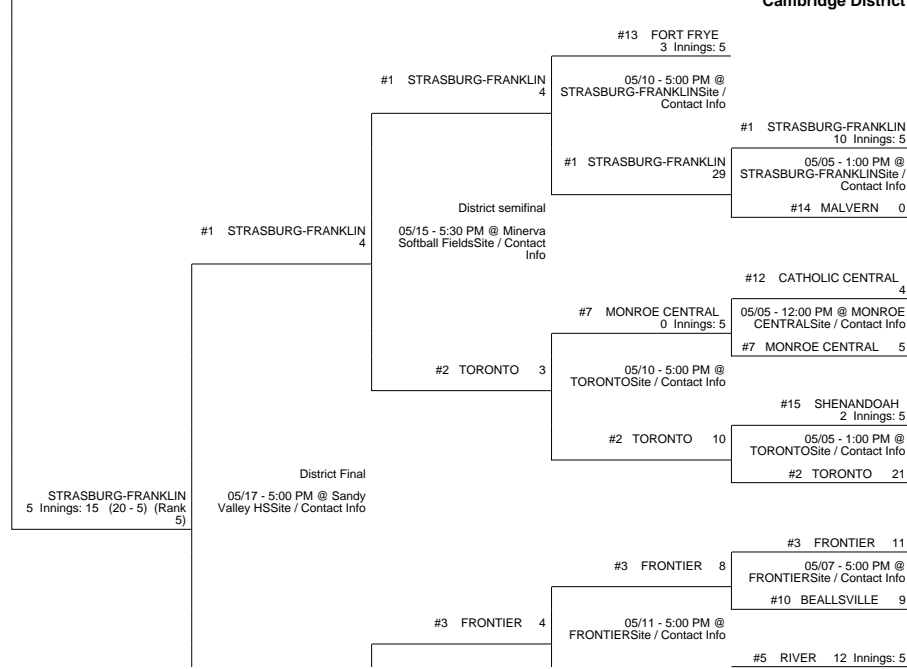 Cambridge District
#13 FORT FRYE
3 Innings: 5
#1 STRASBURG-FRANKLIN
4
05/10 - 5:00 PM @
STRASBURG-FRANKLINSite /
Contact Info
#1 STRASBURG-FRANKLIN
10 Innings: 5
#1 STRASBURG-FRANKLIN
29
05/05 - 1:00 PM @
STRASBURG-FRANKLINSite /
Contact Info
#14 MALVERN 0
District semifinal
#1 STRASBURG-FRANKLIN
4
05/15 - 5:30 PM @ Minerva
Softball FieldsSite / Contact
Info
#12 CATHOLIC CENTRAL
4
#7 MONROE CENTRAL
0 Innings: 5
05/05 - 12:00 PM @ MONROE
CENTRALSite / Contact Info
#7 MONROE CENTRAL 5
#2 TORONTO 3
05/10 - 5:00 PM @
TORONTOSite / Contact Info
#15 SHENANDOAH
2 Innings: 5
#2 TORONTO 10
05/05 - 1:00 PM @
TORONTOSite / Contact Info
#2 TORONTO 21
District Final
STRASBURG-FRANKLIN
5 Innings: 15 (20 - 5) (Rank
5)
05/17 - 5:00 PM @ Sandy
Valley HSSite / Contact Info
#3 FRONTIER 11
#3 FRONTIER 8
05/07 - 5:00 PM @
FRONTIERSite / Contact Info
#10 BEALLSVILLE 9
#3 FRONTIER 4
05/11 - 5:00 PM @
FRONTIERSite / Contact Info
#5 RIVER 12 Innings: 5